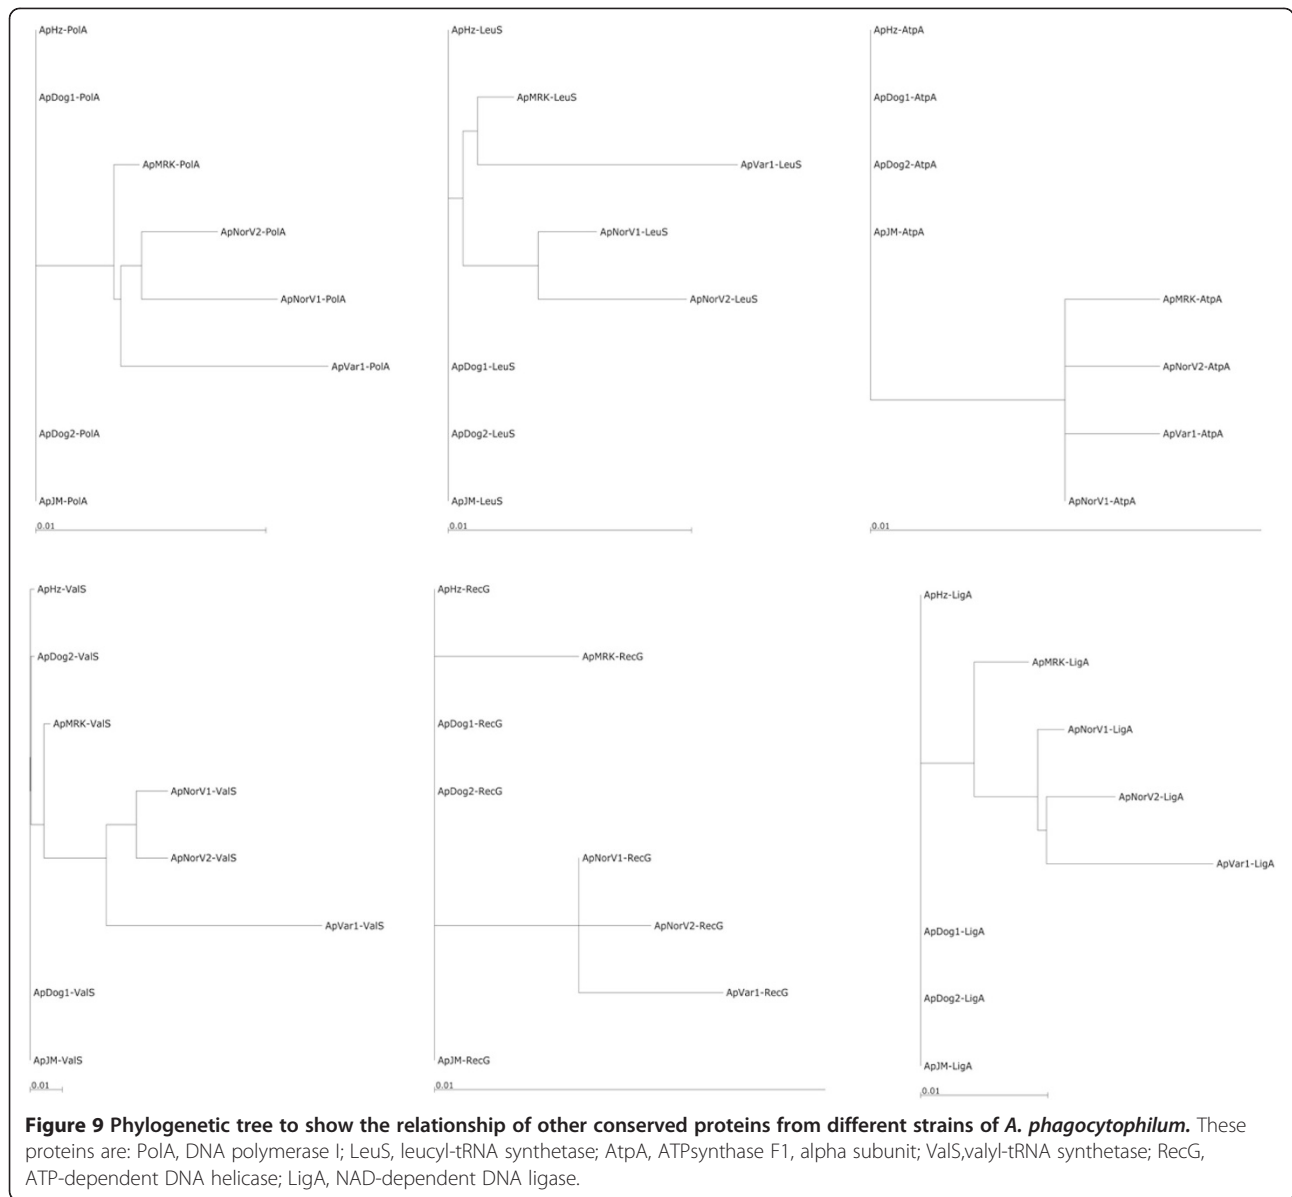 ApHz-PolA
ApDog1-PolA
ApMRK-PolA
ApNorV2-PolA
ApNorV1-PolA
ApVar1-PolA
ApDog2-PolA
ApJM-PolA
0.01
ApHz-LeuS
ApMRK-LeuS
ApVar1-LeuS
ApNorV1-LeuS
ApNorV2-LeuS
ApDog1-LeuS
ApDog2-LeuS
ApJM-LeuS
0.01
ApHz-AtpA
ApDog1-AtpA
ApDog2-AtpA
ApJM-AtpA
ApMRK-AtpA
ApNorV2-AtpA
ApVar1-AtpA
ApNorV1-AtpA
0.01
ApHz-ValS
ApDog2-ValS
ApMRK-ValS
ApNorV1-ValS
ApNorV2-ValS
ApVar1-ValS
ApDog1-ValS
ApJM-ValS
0.01
ApHz-RecG
ApMRK-RecG
ApDog1-RecG
ApDog2-RecG
ApNorV1-RecG
ApNorV2-RecG
ApVar1-RecG
ApJM-RecG
0.01
ApHz-LigA
ApMRK-LigA
ApNorV1-LigA
ApNorV2-LigA
ApVar1-LigA
ApDog1-LigA
ApDog2-LigA
ApJM-LigA
0.01
Figure 9 Phylogenetic tree to show the relationship of other conserved proteins from different strains of A. phagocytophilum. These
proteins are: PolA, DNA polymerase I; LeuS, leucyl-tRNA synthetase; AtpA, ATPsynthase F1, alpha subunit; ValS,valyl-tRNA synthetase; RecG,
ATP-dependent DNA helicase; LigA, NAD-dependent DNA ligase.